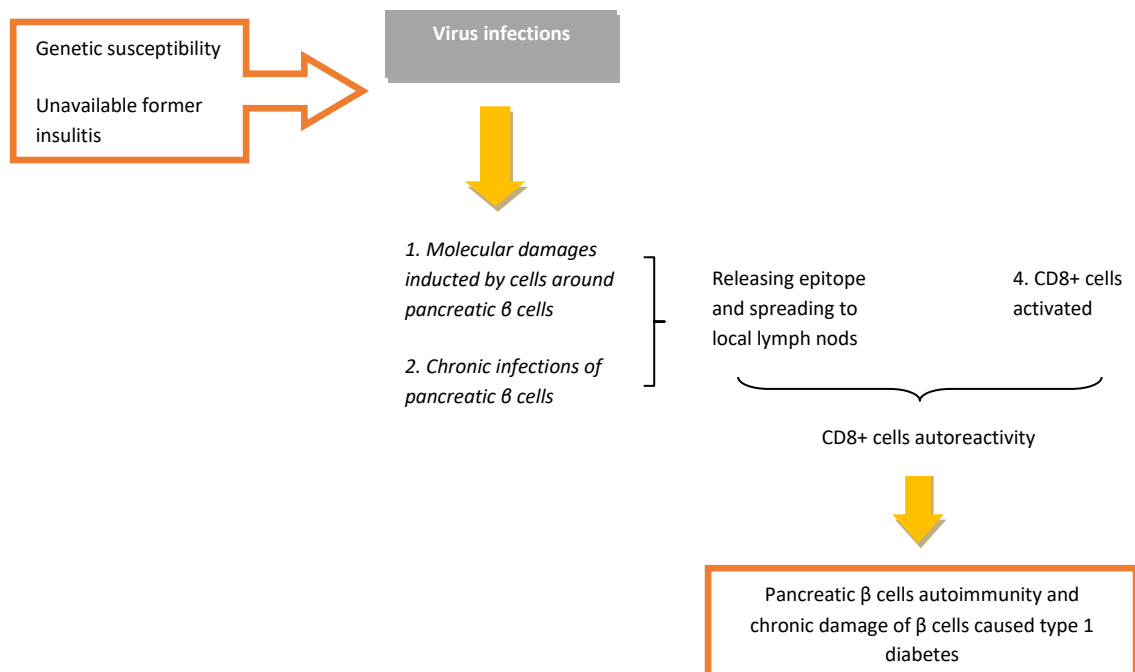 Genetic susceptibility
Unavailable former
insulitis
Virus infections
1. Molecular damages
inducted by cells around
pancreatic β cells
2. Chronic infections of
pancreatic β cells
Releasing epitope
and spreading to
local lymph nods
4. CD8+ cells
activated
CD8+ cells autoreactivity
Pancreatic β cells autoimmunity and
chronic damage of β cells caused type 1
diabetes